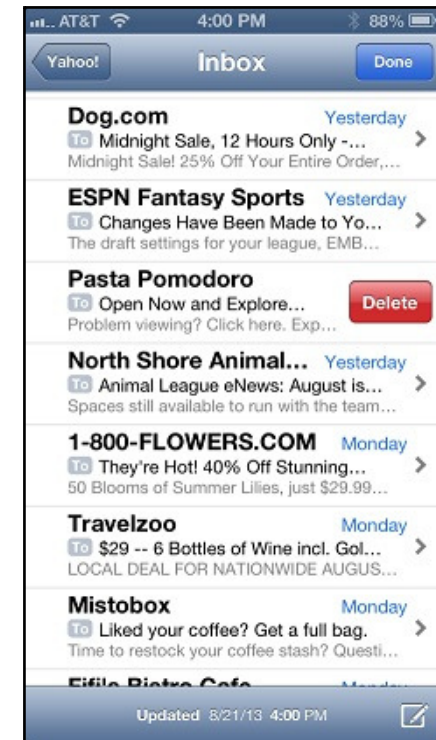 AT&T 4:00 PM 88%
Yahoo! Inbox Done
Dog.com Yesterday
To Midnight Sale, 12 Hours Only -...
Midnight Sale! 25% Off Your Entire Order,...
ESPN Fantasy Sports Yesterday
To Changes Have Been Made to Yo...
The draft settings for your league, EMB...
Pasta Pomodoro
To Open Now and Explore...
Delete
Problem viewing? Click here. Exp...
North Shore Animal... Yesterday
To Animal League eNews: August is...
Spaces still available to run with the team...
1-800-FLOWERS.COM Monday
To They're Hot! 40% Off Stunning...
50 Blooms of Summer Lilies, just $29.99...
Travelzoo Monday
To $29 -- 6 Bottles of Wine incl. Gol...
LOCAL DEAL FOR NATIONWIDE AUGUS...
Mistobox Monday
To Liked your coffee? Get a full bag.
Time to restock your coffee stash? Questi...
Fifi's Bistro Cafe Monday
Updated 8/21/13 4:00 PM